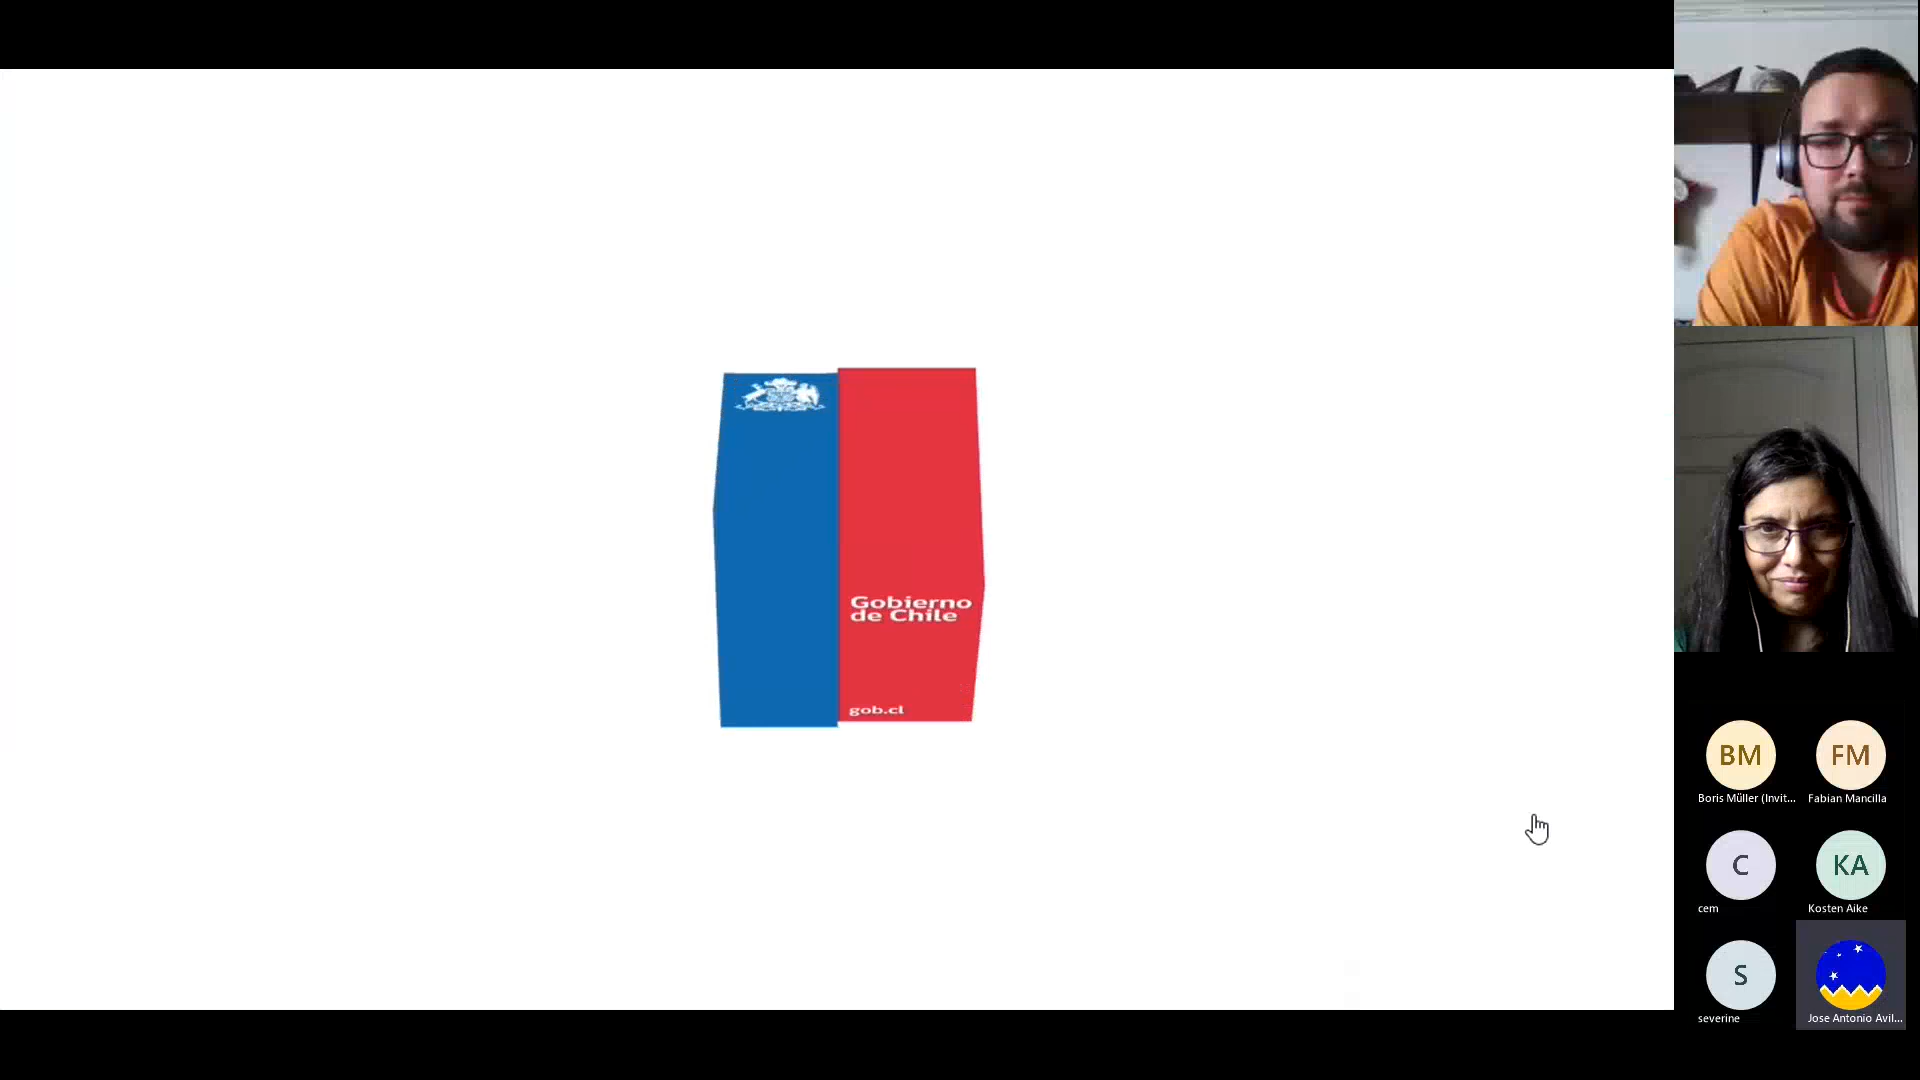 Gobierno
de Chile
gob.cl
BM
FM
Boris Müller (Invit...
Fabian Mancilla
C
KA
cem
Kosten Aike
S
severine
Jose Antonio Avil...